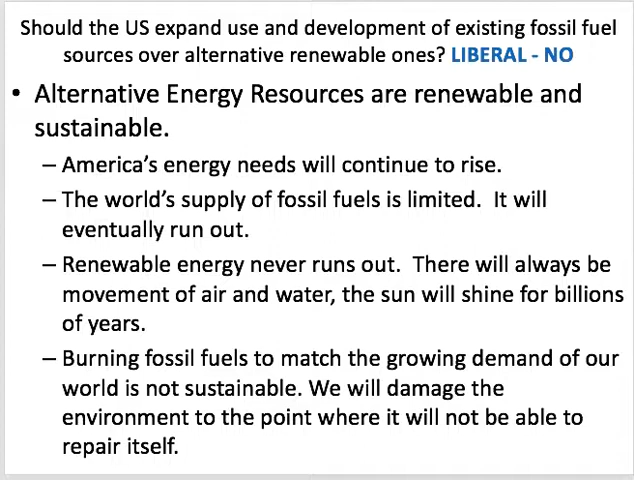 Should the US expand use and development of existing fossil fuel
sources over alternative renewable ones? LIBERAL - NO
• Alternative Energy Resources are renewable and
sustainable.
– America's energy needs will continue to rise.
– The world's supply of fossil fuels is limited.  It will
eventually run out.
– Renewable energy never runs out.  There will always be
movement of air and water, the sun will shine for billions
of years.
– Burning fossil fuels to match the growing demand of our
world is not sustainable. We will damage the
environment to the point where it will not be able to
repair itself.